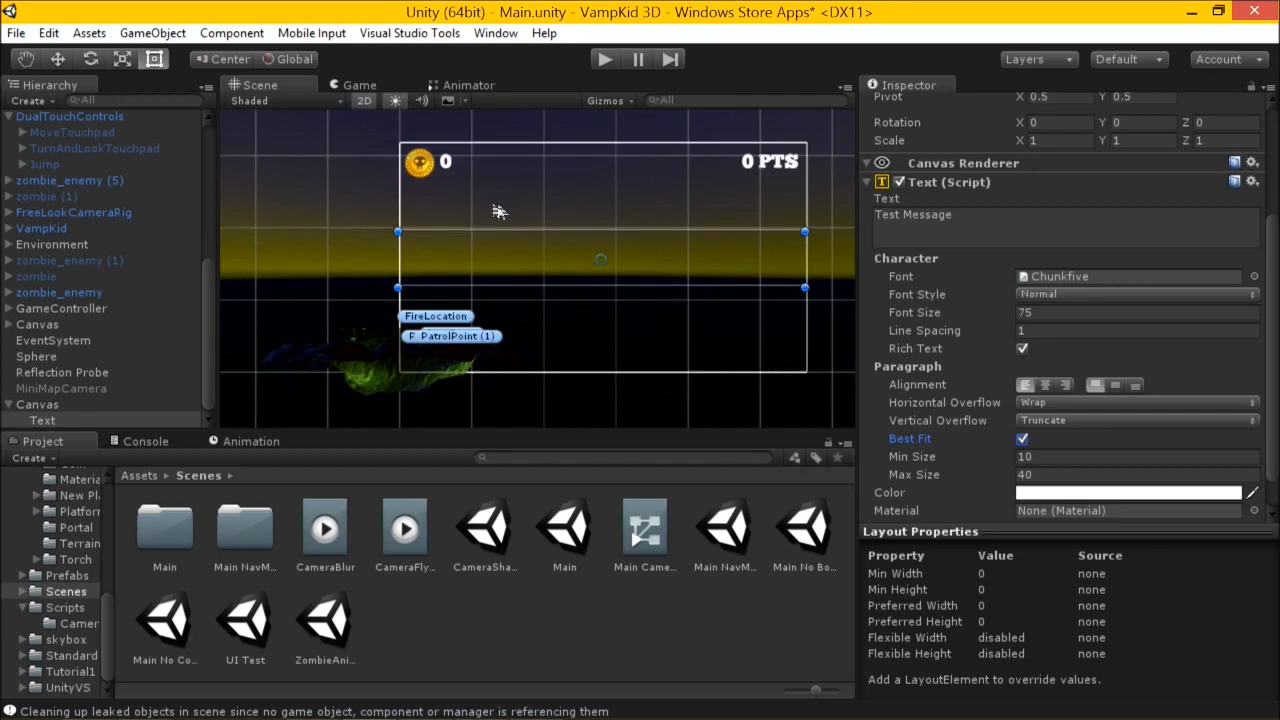 Unity (64bit) - Main.unity - VampKid 3D - Windows Store Apps* <DX11>
File Edit Assets GameObject Component Mobile Input Visual Studio Tools Window Help
Center Global Layers Default Account
Hierarchy
Create All
DualTouchControls
MoveTouchpad
TurnAndLookTouchpad
Jump
zombie_enemy (5)
zombie (1)
FreeLookCameraRig
VampKid
Environment
zombie_enemy (1)
zombie
zombie_enemy
GameController
Canvas
EventSystem
Sphere
Reflection Probe
MiniMapCamera
Canvas
Text
Scene Game Animator
Shaded 2D Gizmos All
0 0 PTS
FireLocation
P PatrolPoint (1)
Inspector
Pivot X 0.5 Y 0.5
Rotation X 0 Y 0 Z 0
Scale X 1 Y 1 Z 1
Canvas Renderer
Text (Script)
Text
Test Message
Character
Font Chunkfive
Font Style Normal
Font Size 75
Line Spacing 1
Rich Text
Paragraph
Alignment
Horizontal Overflow Wrap
Vertical Overflow Truncate
Best Fit
Min Size 10
Max Size 40
Color
Material None (Material)
Layout Properties
Property Value Source
Min Width 0 none
Min Height 0 none
Preferred Width 0 none
Preferred Height 0 none
Flexible Width disabled none
Flexible Height disabled none
Add a LayoutElement to override values.
Project Console Animation
Create
Materia
New Pl
Platforr
Portal
Terrain
Torch
Prefabs
Scenes
Scripts
Camer
skybox
Standard
Tutorial1
UnityVS
Assets Scenes
Main Main NavM... CameraBlur CameraFly... CameraSha... Main Main Came... Main NavM... Main No Bo...
Main No Co... UI Test ZombieAni...
Cleaning up leaked objects in scene since no game object, component or manager is referencing them